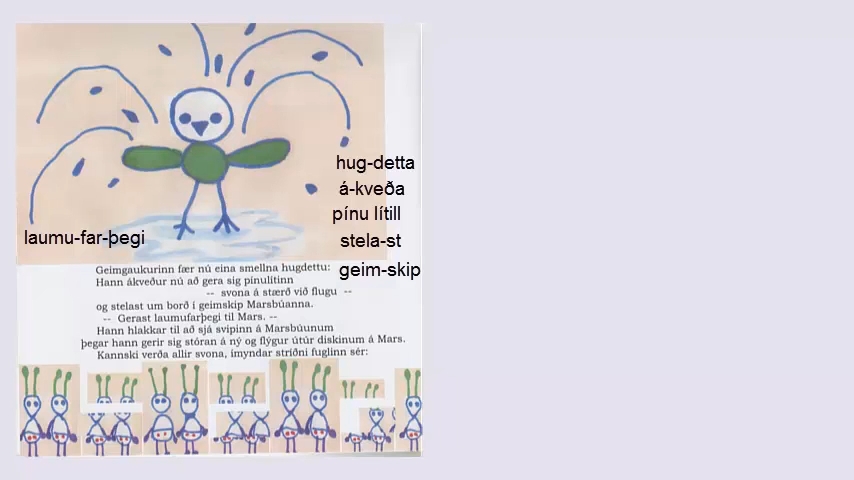 hug-detta
á-kveða
pínu lítill
laumu-far-þegi
stela-st
geim-skip
Geimgaukurinn fær nú eina smellna hugdettu:
Hann ákveður nú að gera sig pínulítinn
-- svona á stærð við flugu --
og stelast um borð í geimskip Marsbúanna.
-- Gerast laumufarþegi til Mars. --
Hann hlakkar til að sjá svipinn á Marsbúunum
þegar hann gerir sig stóran á ný og flýgur útúr diskinum á Mars.
Kannski verða allir svona, ímyndar stríðni fuglinn sér: